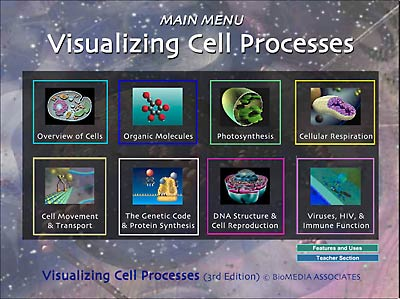 MAIN MENU
Visualizing Cell Processes
Overview of Cells
Organic Molecules
Photosynthesis
Cellular Respiration
Cell Movement
& Transport
The Genetic Code
& Protein Synthesis
DNA Structure &
Cell Reproduction
Viruses, HIV, &
Immune Function
Features and Uses
Teacher Section
Visualizing Cell Processes (3rd Edition) © BioMEDIA ASSOCIATES